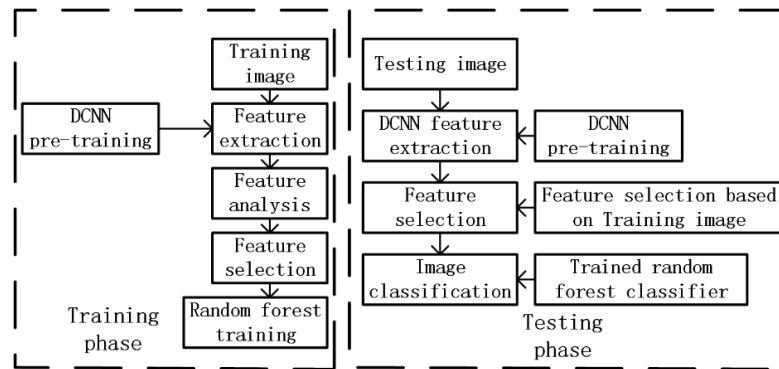 Training
image
DCNN
pre-training
Feature
extraction
Feature
analysis
Feature
selection
Random forest
training
Training
phase
Testing image
DCNN feature
extraction
DCNN
pre-training
Feature
selection
Feature selection based
on Training image
Image
classification
Trained random
forest classifier
Testing
phase